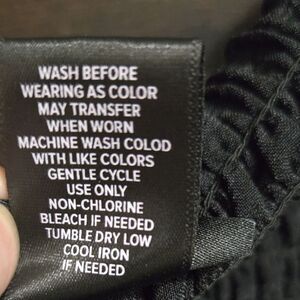 WASH BEFORE
WEARING AS COLOR
MAY TRANSFER
WHEN WORN
MACHINE WASH COLOD
WITH LIKE COLORS
GENTLE CYCLE
USE ONLY
NON-CHLORINE
BLEACH IF NEEDED
TUMBLE DRY LOW
COOL IRON
IF NEEDED